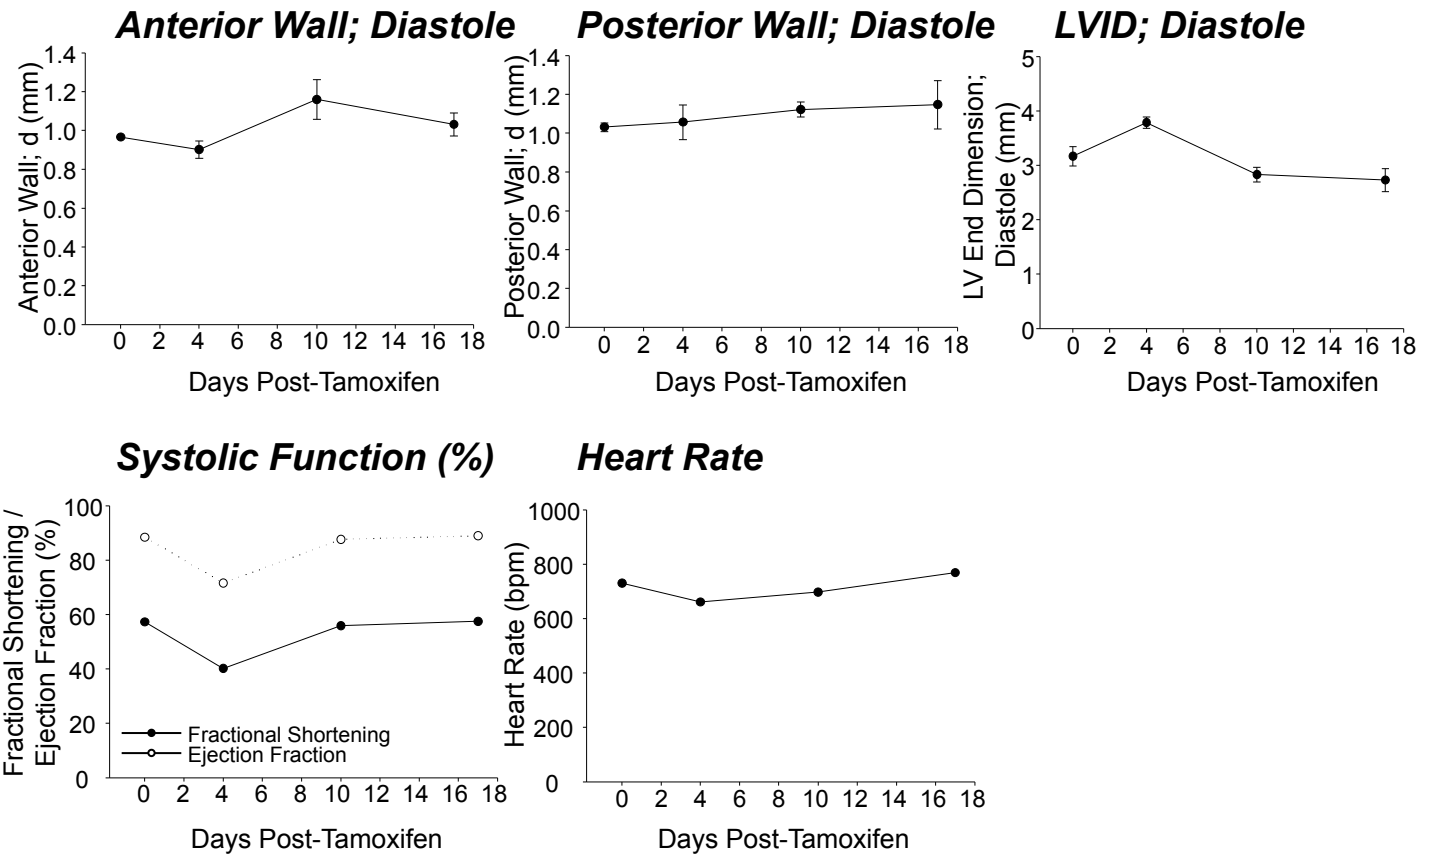 Anterior Wall; Diastole
Anterior Wall; d (mm)
1.4
1.2
1.0
0.8
0.6
0.4
0.2
0.0
0 2 4 6 8 10 12 14 16 18
Days Post-Tamoxifen
Posterior Wall; Diastole
Posterior Wall; d (mm)
1.4
1.2
1.0
0.8
0.6
0.4
0.2
0.0
0 2 4 6 8 10 12 14 16 18
Days Post-Tamoxifen
LVID; Diastole
LV End Dimension;
Diastole (mm)
5
4
3
2
1
0
0 2 4 6 8 10 12 14 16 18
Days Post-Tamoxifen
Systolic Function (%)
Fractional Shortening /
Ejection Fraction (%)
100
80
60
40
20
0
Fractional Shortening
Ejection Fraction
0 2 4 6 8 10 12 14 16 18
Days Post-Tamoxifen
Heart Rate
Heart Rate (bpm)
1000
800
600
400
200
0
0 2 4 6 8 10 12 14 16 18
Days Post-Tamoxifen